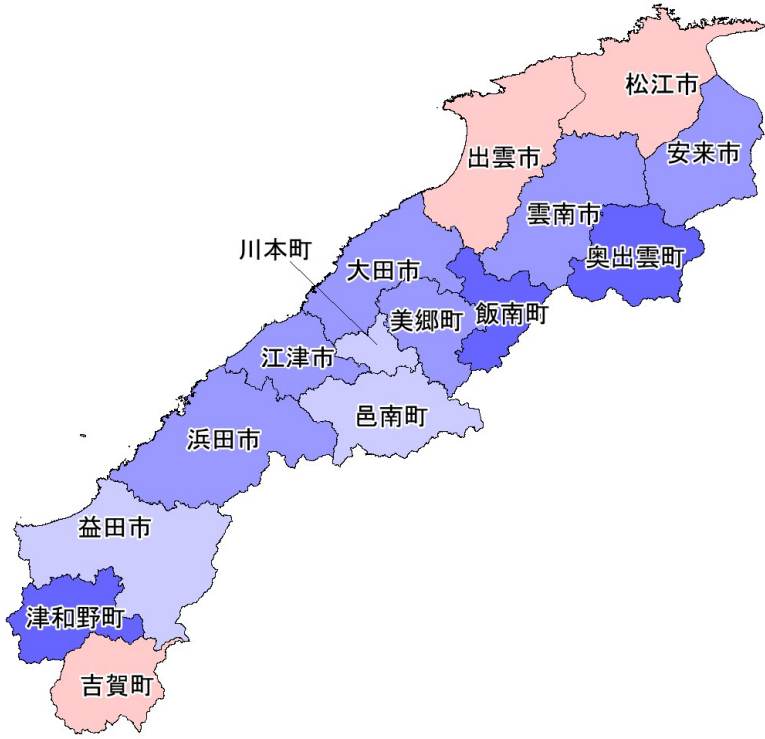 松江市
出雲市
安来市
雲南市
川本町
奥出雲町
大田市
飯南町
美郷町
江津市
邑南町
浜田市
益田市
津和野町
吉賀町